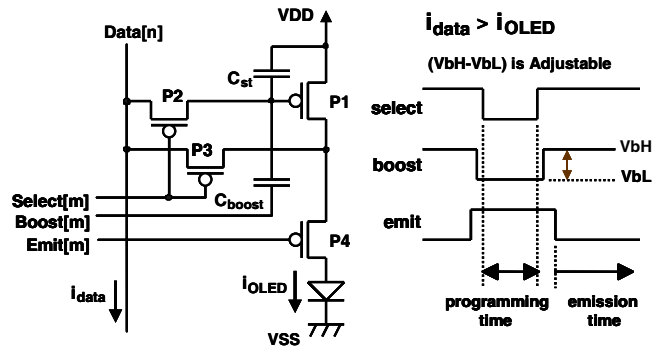 Data[n]
VDD
Cst
P2
P1
P3
Select[m]
Cboost
Boost[m]
Emit[m]
P4
idata
iOLED
VSS
idata > iOLED
(VbH-VbL) is Adjustable
select
boost
VbH
VbL
emit
programming
time
emission
time